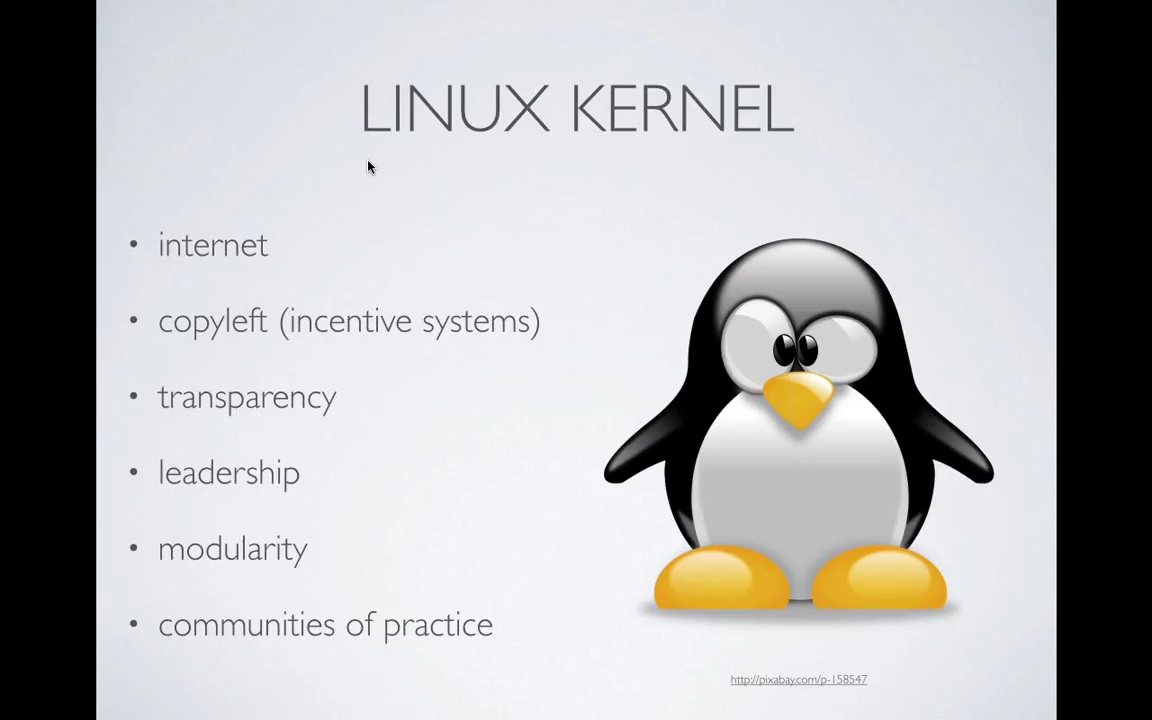 LINUX KERNEL
• internet
• copyleft (incentive systems)
• transparency
• leadership
• modularity
• communities of practice
http://pixabay.com/p-158547